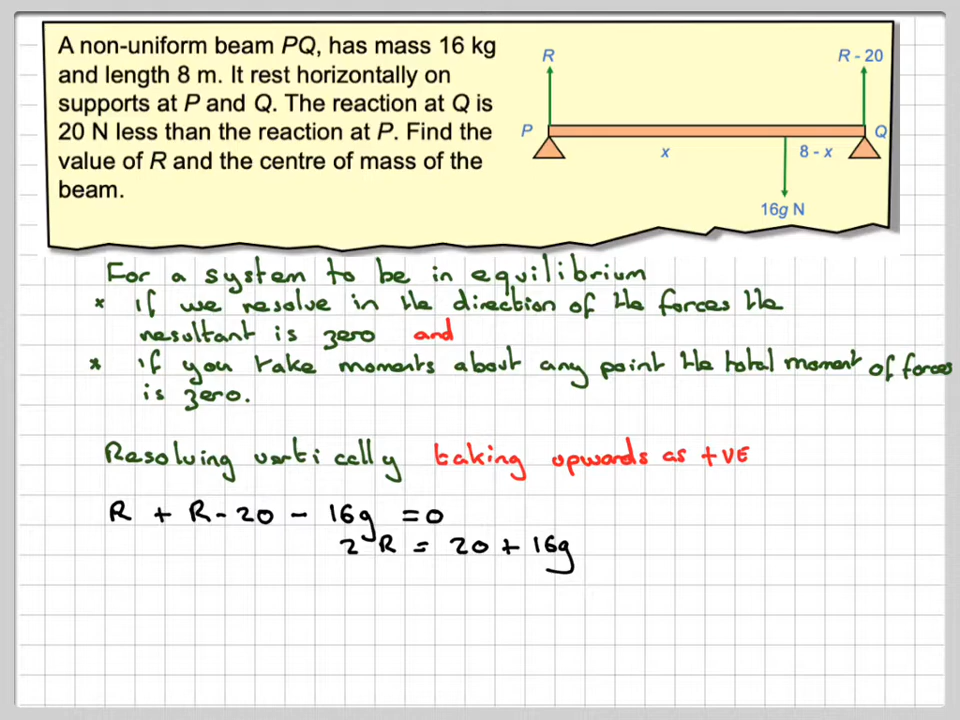 A non-uniform beam PQ, has mass 16 kg
and length 8 m. It rest horizontally on
supports at P and Q. The reaction at Q is
20 N less than the reaction at P. Find the
value of R and the centre of mass of the
beam.
R
R - 20
P
Q
x
8 - x
16g N
For a system to be in equilibrium
* if we resolve in the direction of the forces the
resultant is zero and
* if you take moments about any point the total moment of forces
is zero.
Resolving vertically taking upwards as +VE
R + R - 20 - 16g = 0
2R = 20 + 16g